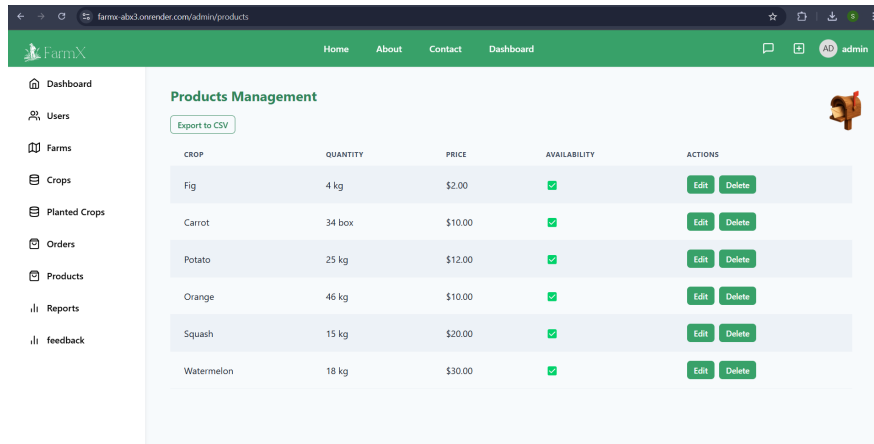 farmx-abx3.onrender.com/admin/products
S
FarmX
Home About Contact Dashboard
AD admin
Dashboard
Users
Farms
Crops
Planted Crops
Orders
Products
Reports
feedback
Products Management
Export to CSV
CROP QUANTITY PRICE AVAILABILITY ACTIONS
Fig 4 kg $2.00 Edit Delete
Carrot 34 box $10.00 Edit Delete
Potato 25 kg $12.00 Edit Delete
Orange 46 kg $10.00 Edit Delete
Squash 15 kg $20.00 Edit Delete
Watermelon 18 kg $30.00 Edit Delete